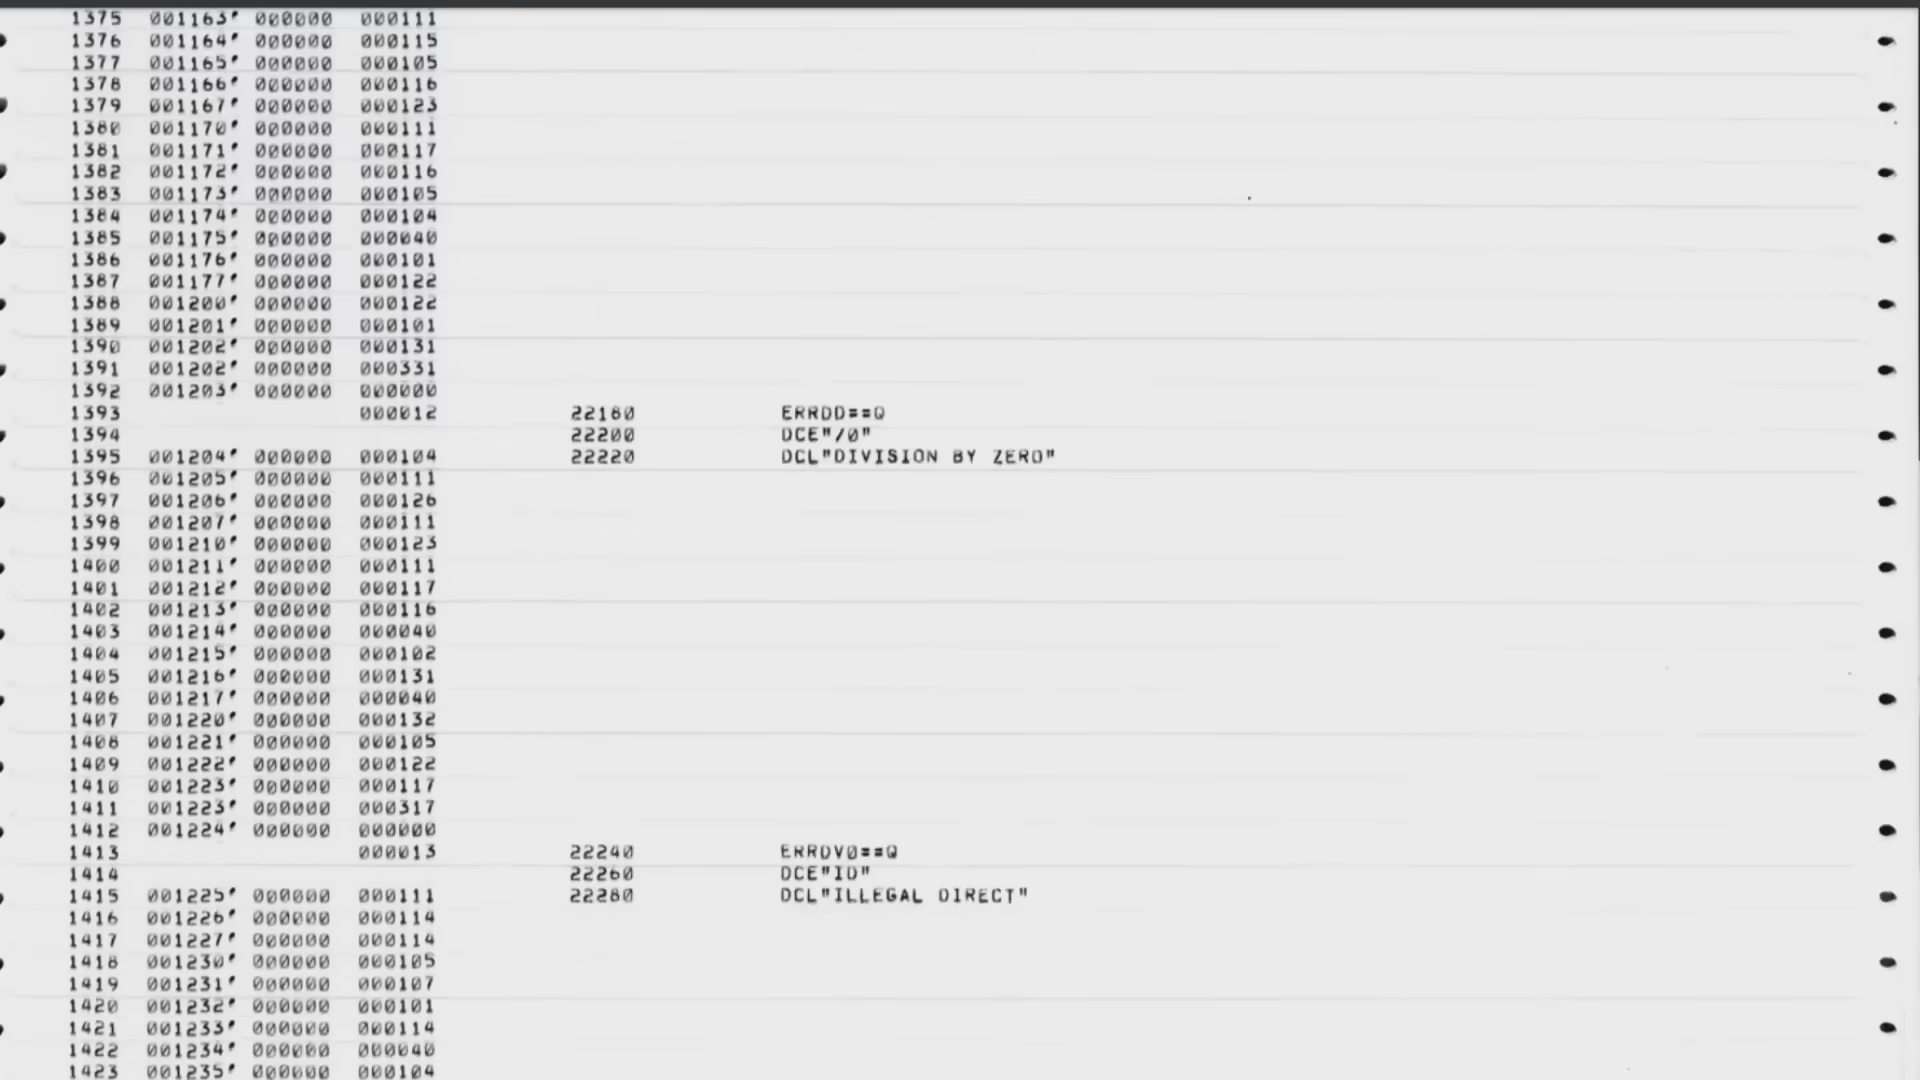 1375 001163' 000000 000111
1376 001164' 000000 000115
1377 001165' 000000 000105
1378 001166' 000000 000116
1379 001167' 000000 000123
1380 001170' 000000 000111
1381 001171' 000000 000117
1382 001172' 000000 000116
1383 001173' 000000 000105
1384 001174' 000000 000104
1385 001175' 000000 000040
1386 001176' 000000 000101
1387 001177' 000000 000122
1388 001200' 000000 000122
1389 001201' 000000 000101
1390 001202' 000000 000131
1391 001202' 000000 000331
1392 001203' 000000 000000
1393 000012 22180 ERRDD==Q
1394 22200 DCE"/0"
1395 001204' 000000 000104 22220 DCL"DIVISION BY ZERO"
1396 001205' 000000 000111
1397 001206' 000000 000126
1398 001207' 000000 000111
1399 001210' 000000 000123
1400 001211' 000000 000111
1401 001212' 000000 000117
1402 001213' 000000 000116
1403 001214' 000000 000040
1404 001215' 000000 000102
1405 001216' 000000 000131
1406 001217' 000000 000040
1407 001220' 000000 000132
1408 001221' 000000 000105
1409 001222' 000000 000122
1410 001223' 000000 000117
1411 001223' 000000 000317
1412 001224' 000000 000000
1413 000013 22240 ERRDV0==Q
1414 22260 DCE"ID"
1415 001225' 000000 000111 22280 DCL"ILLEGAL DIRECT"
1416 001226' 000000 000114
1417 001227' 000000 000114
1418 001230' 000000 000105
1419 001231' 000000 000107
1420 001232' 000000 000101
1421 001233' 000000 000114
1422 001234' 000000 000040
1423 001235' 000000 000104